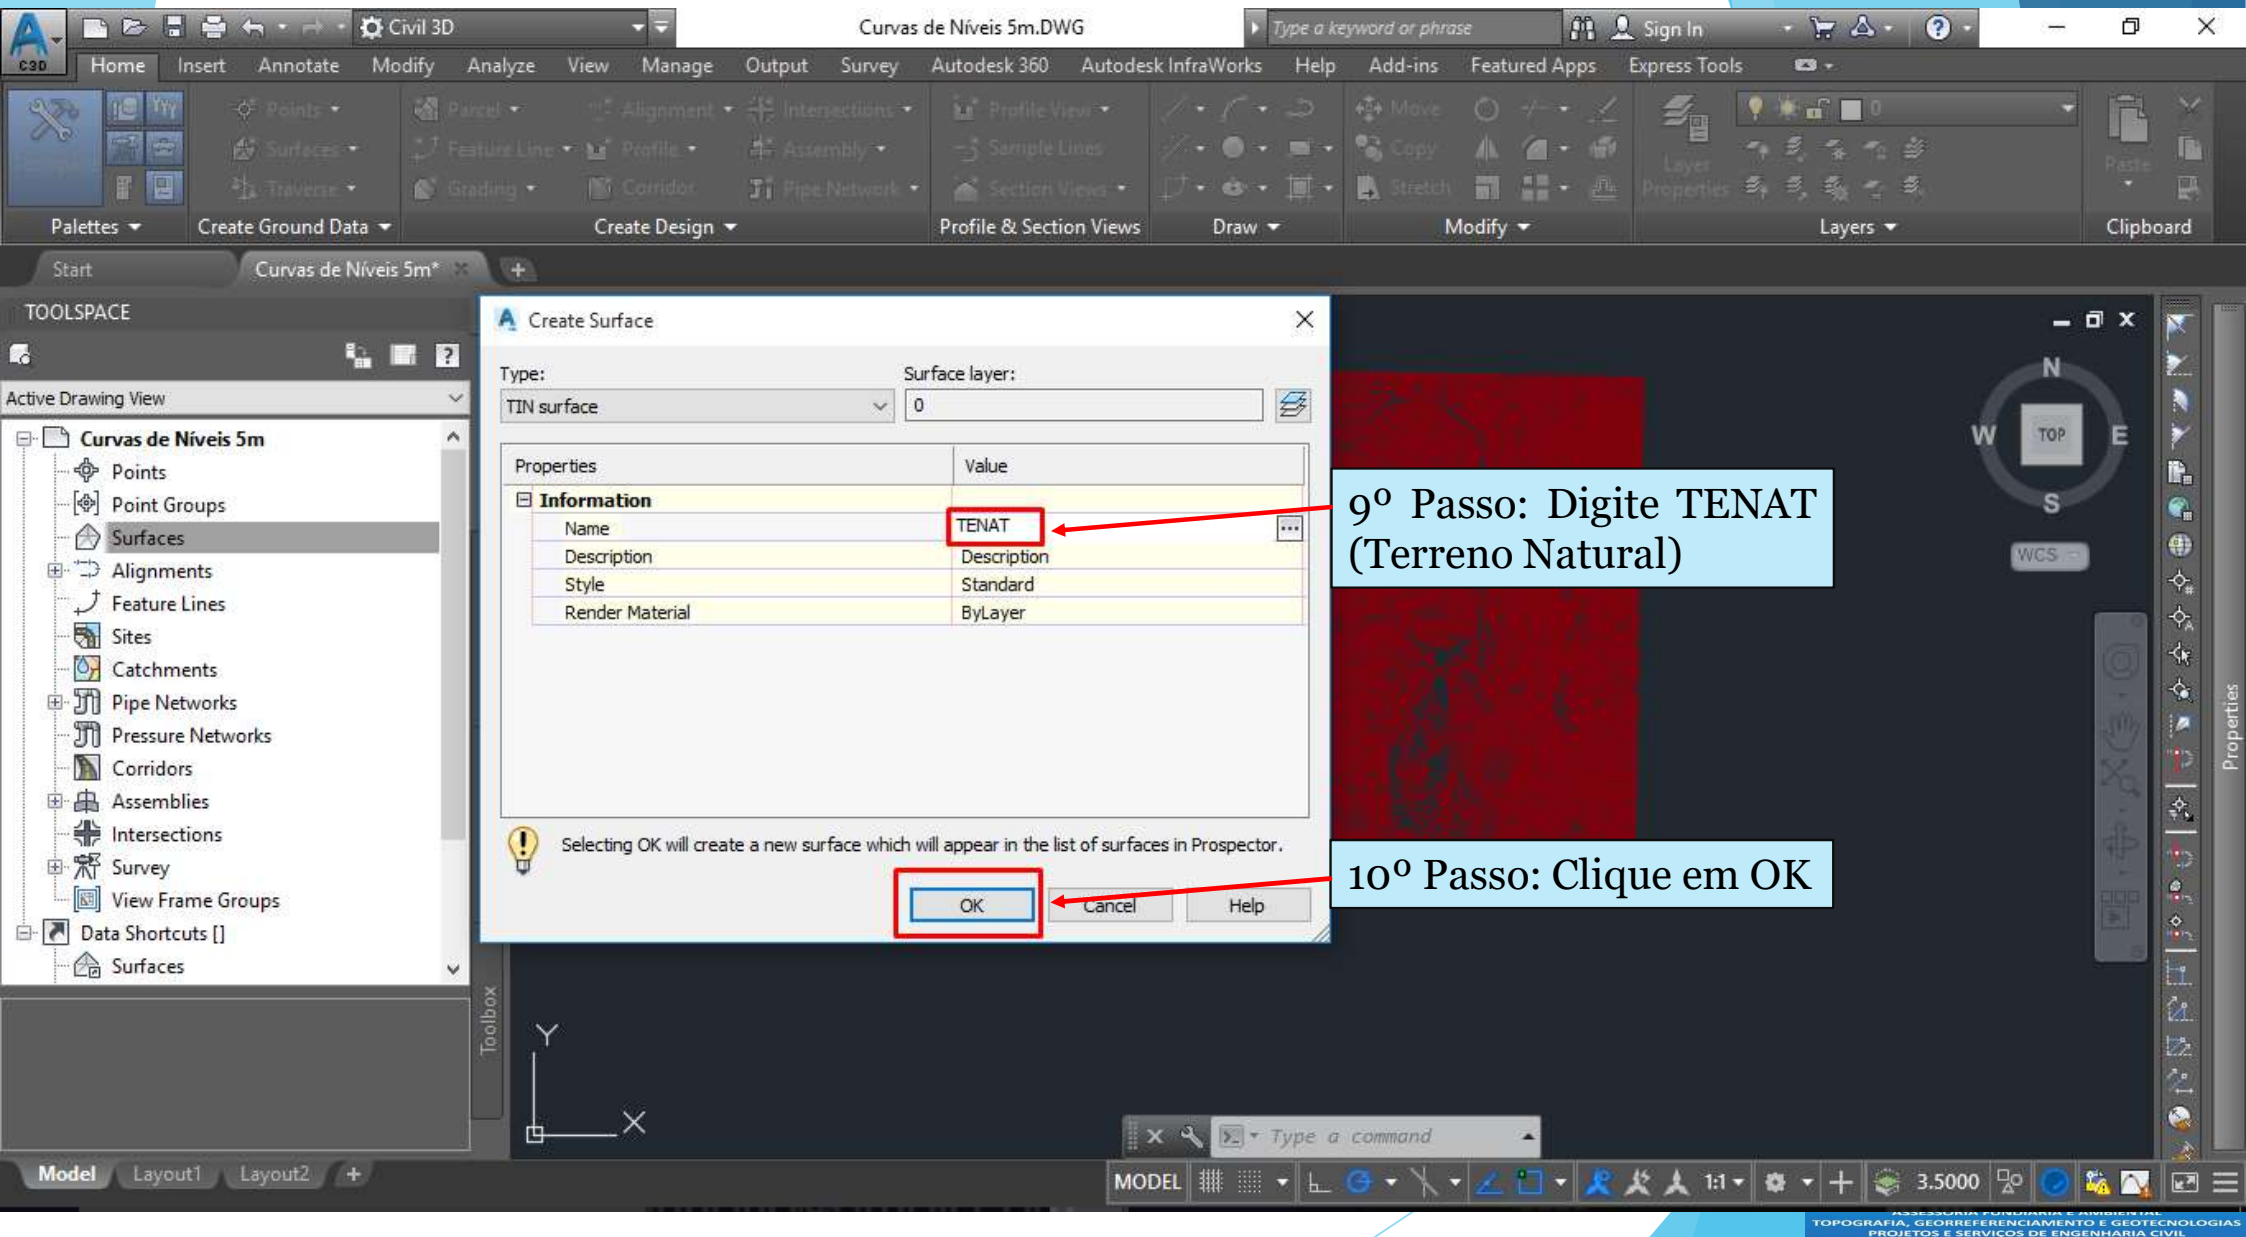 Civil 3D
Curvas de Níveis 5m.DWG
Type a keyword or phrase
Sign In
C3D
Home Insert Annotate Modify Analyze View Manage Output Survey Autodesk 360 Autodesk InfraWorks Help Add-ins Featured Apps Express Tools
Points Parcel Alignment Intersections Profile View Move 0
Surfaces Feature Line Profile Assembly Sample Lines Copy Layer Paste
Traverse Grading Corridor Pipe Network Section Views Stretch Properties
Palettes Create Ground Data Create Design Profile & Section Views Draw Modify Layers Clipboard
Start Curvas de Níveis 5m*
TOOLSPACE
Active Drawing View
Curvas de Níveis 5m
Points
Point Groups
Surfaces
Alignments
Feature Lines
Sites
Catchments
Pipe Networks
Pressure Networks
Corridors
Assemblies
Intersections
Survey
View Frame Groups
Data Shortcuts []
Surfaces
Toolbox
Create Surface
Type: Surface layer:
TIN surface 0
Properties Value
Information
Name TENAT
Description Description
Style Standard
Render Material ByLayer
Selecting OK will create a new surface which will appear in the list of surfaces in Prospector.
OK Cancel Help
9º Passo: Digite TENAT
(Terreno Natural)
10º Passo: Clique em OK
N
W TOP E
S
WCS
Properties
Y
X
Type a command
Model Layout1 Layout2 +
MODEL 1:1 3.5000
ASSESSORIA FUNDIÁRIA E AMBIENTAL
TOPOGRAFIA, GEORREFERENCIAMENTO E GEOTECNOLOGIAS
PROJETOS E SERVIÇOS DE ENGENHARIA CIVIL